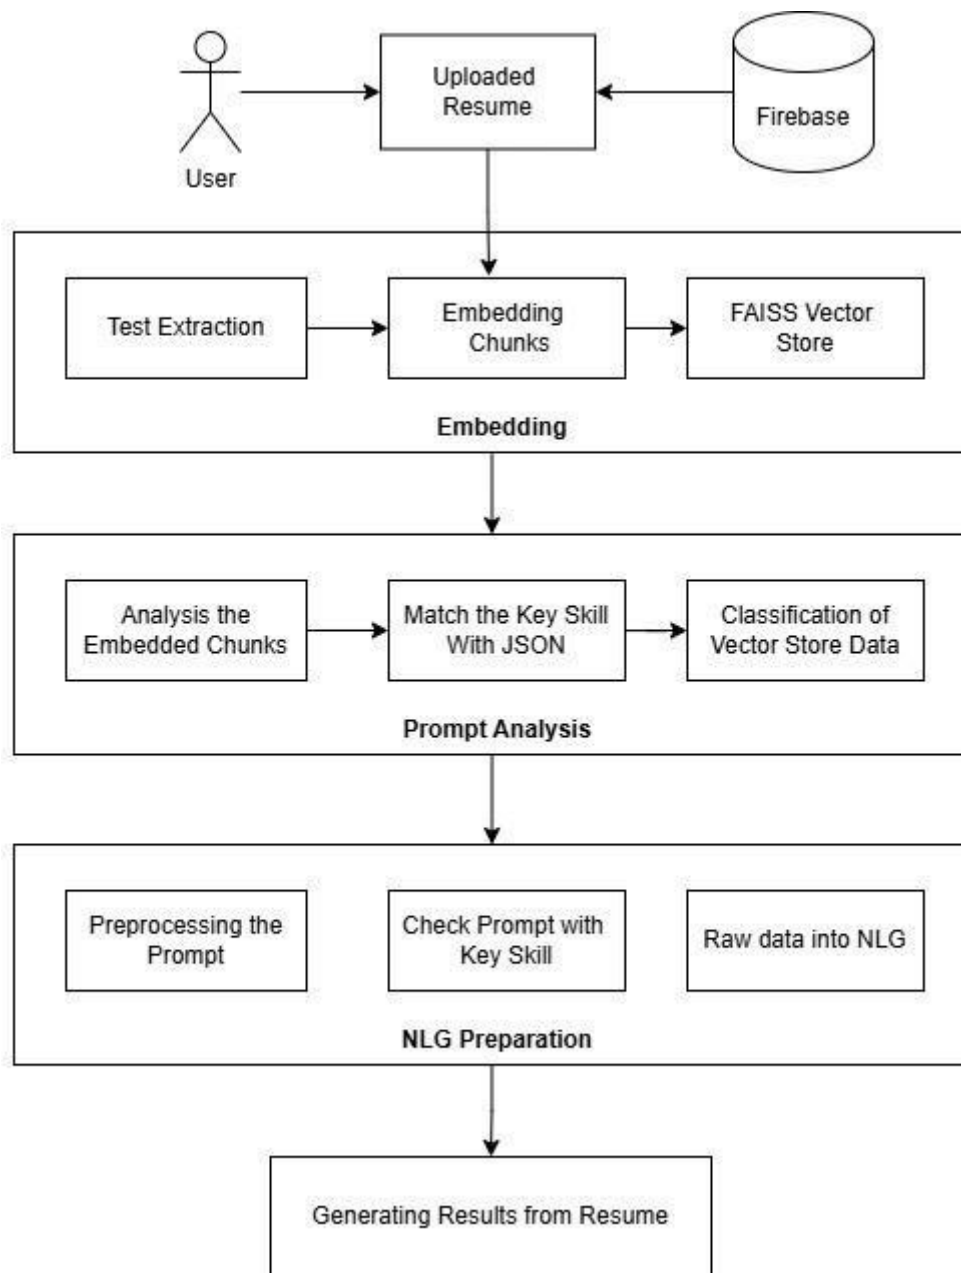 Uploaded
Resume
Firebase
User
Test Extraction
Embedding
Chunks
FAISS Vector
Store
Embedding
Analysis the
Embedded Chunks
Match the Key Skill
With JSON
Classification of
Vector Store Data
Prompt Analysis
Preprocessing the
Prompt
Check Prompt with
Key Skill
Raw data into NLG
NLG Preparation
Generating Results from Resume